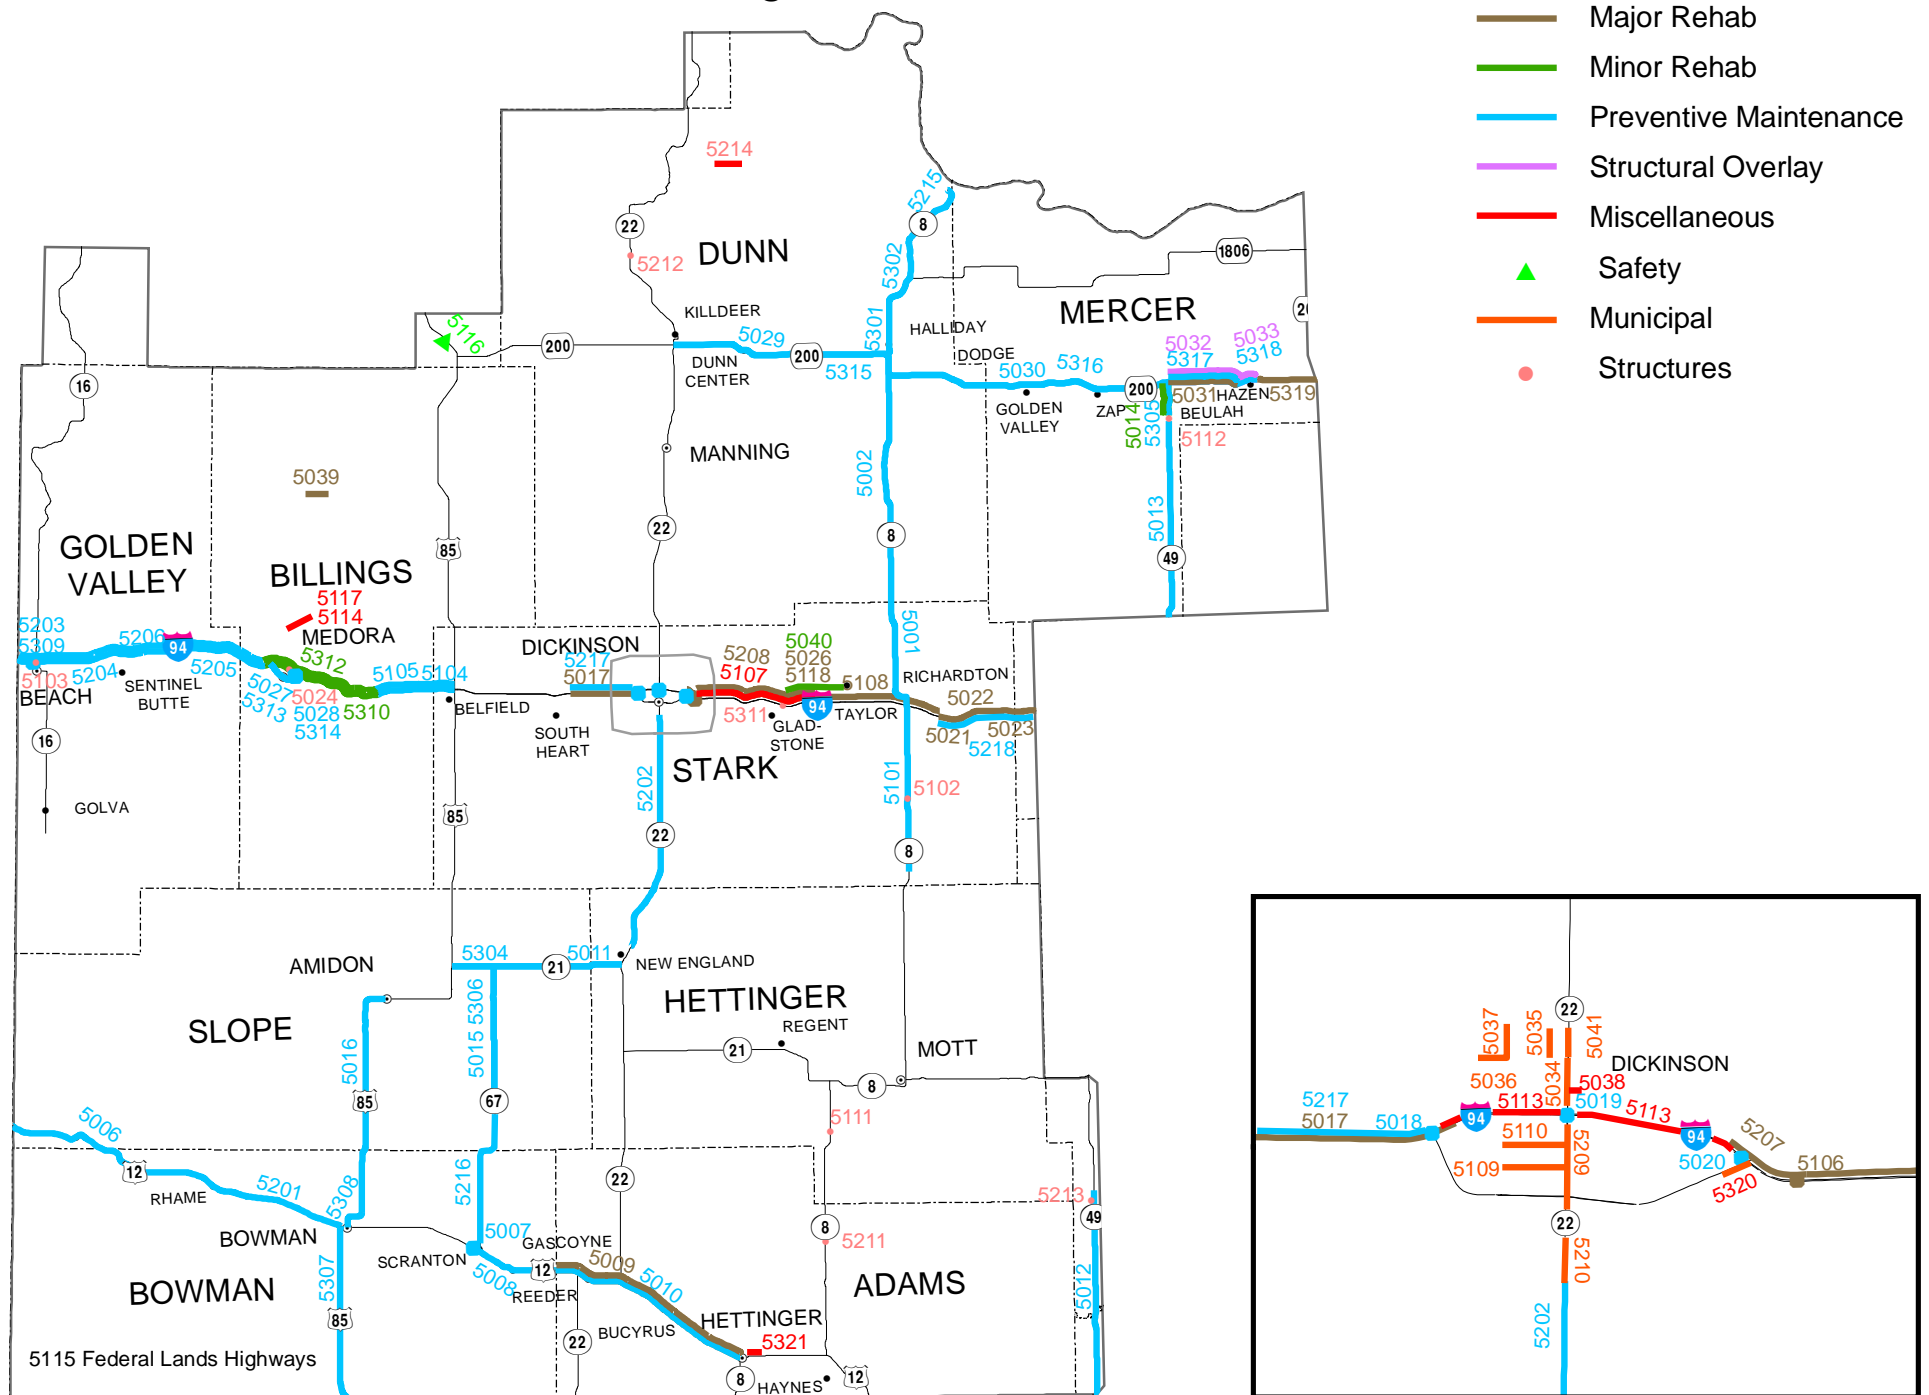 Major Rehab
Minor Rehab
Preventive Maintenance
Structural Overlay
Miscellaneous
Safety
Municipal
Structures
5214
5215
8
22
5212
DUNN
5302
1806
MERCER
KILLDEER
5116
5301
HALLIDAY
200
5029
200
DUNN
CENTER
5315
DODGE
5030
5316
5032
5033
5317
5318
200
16
GOLDEN
VALLEY
ZAP
5031
HAZEN
5319
BEULAH
5014
5305
5112
MANNING
5002
5039
22
8
5013
49
85
GOLDEN
VALLEY
BILLINGS
5117
5114
MEDORA
5203
5309
5206
94
5204
5205
5103
BEACH
SENTINEL
BUTTE
5312
5027
5313
5024
5028
5314
5310
5105
5104
BELFIELD
DICKINSON
5217
5017
SOUTH
HEART
5208
5107
5040
5026
5118
5108
5311
94
GLAD-
STONE
TAYLOR
5001
RICHARDTON
5022
5021
5023
5218
16
STARK
5202
5101
5102
GOLVA
85
22
8
AMIDON
5304
21
5011
NEW ENGLAND
HETTINGER
SLOPE
5306
5015
REGENT
21
MOTT
8
5016
85
67
5111
5006
12
RHAME
5201
5308
5216
22
5213
49
BOWMAN
5007
SCRANTON
5008
GASCOYNE
12
REEDER
5009
5010
8
5211
ADAMS
5012
BOWMAN
5307
85
BUCYRUS
22
HETTINGER
5321
8
HAYNES
12
5115 Federal Lands Highways
22
5037
5035
5041
DICKINSON
5034
5036
5038
5113
5019
5113
94
5217
5017
5018
94
5110
5109
5209
5207
5020
5106
5320
22
5210
5202